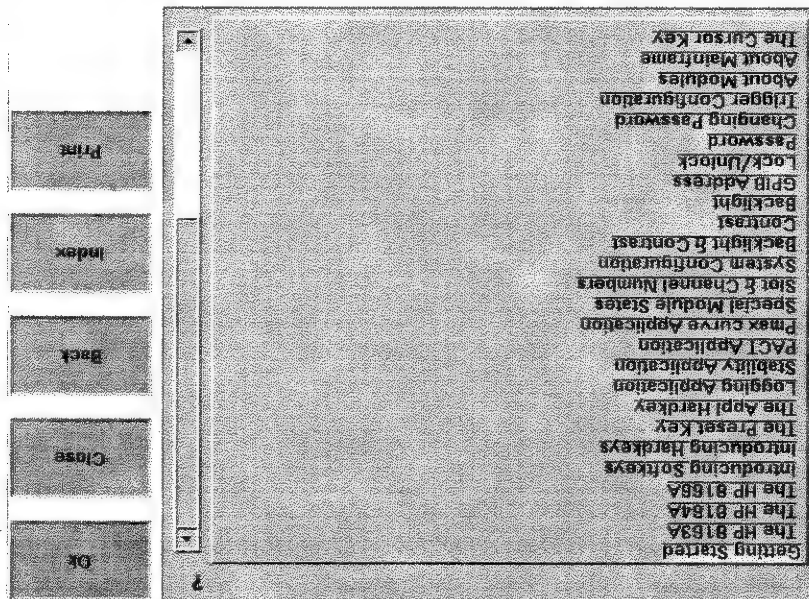 ?
Getting Started
The HP 8163A
The HP 8164A
The HP 8166A
Introducing Softkeys
Introducing Hardkeys
The Preset Key
The Appl Hardkey
Logging Application
Stability Application
PACT Application
Pmax curve Application
Special Module States
Slot & Channel Numbers
System Configuration
Backlight & Contrast
Contrast
Backlight
GPIB Address
Lock/Unlock
Password
Changing Password
Trigger Configuration
About Modules
About Mainframe
The Cursor Key
Ok
Close
Back
Index
Print